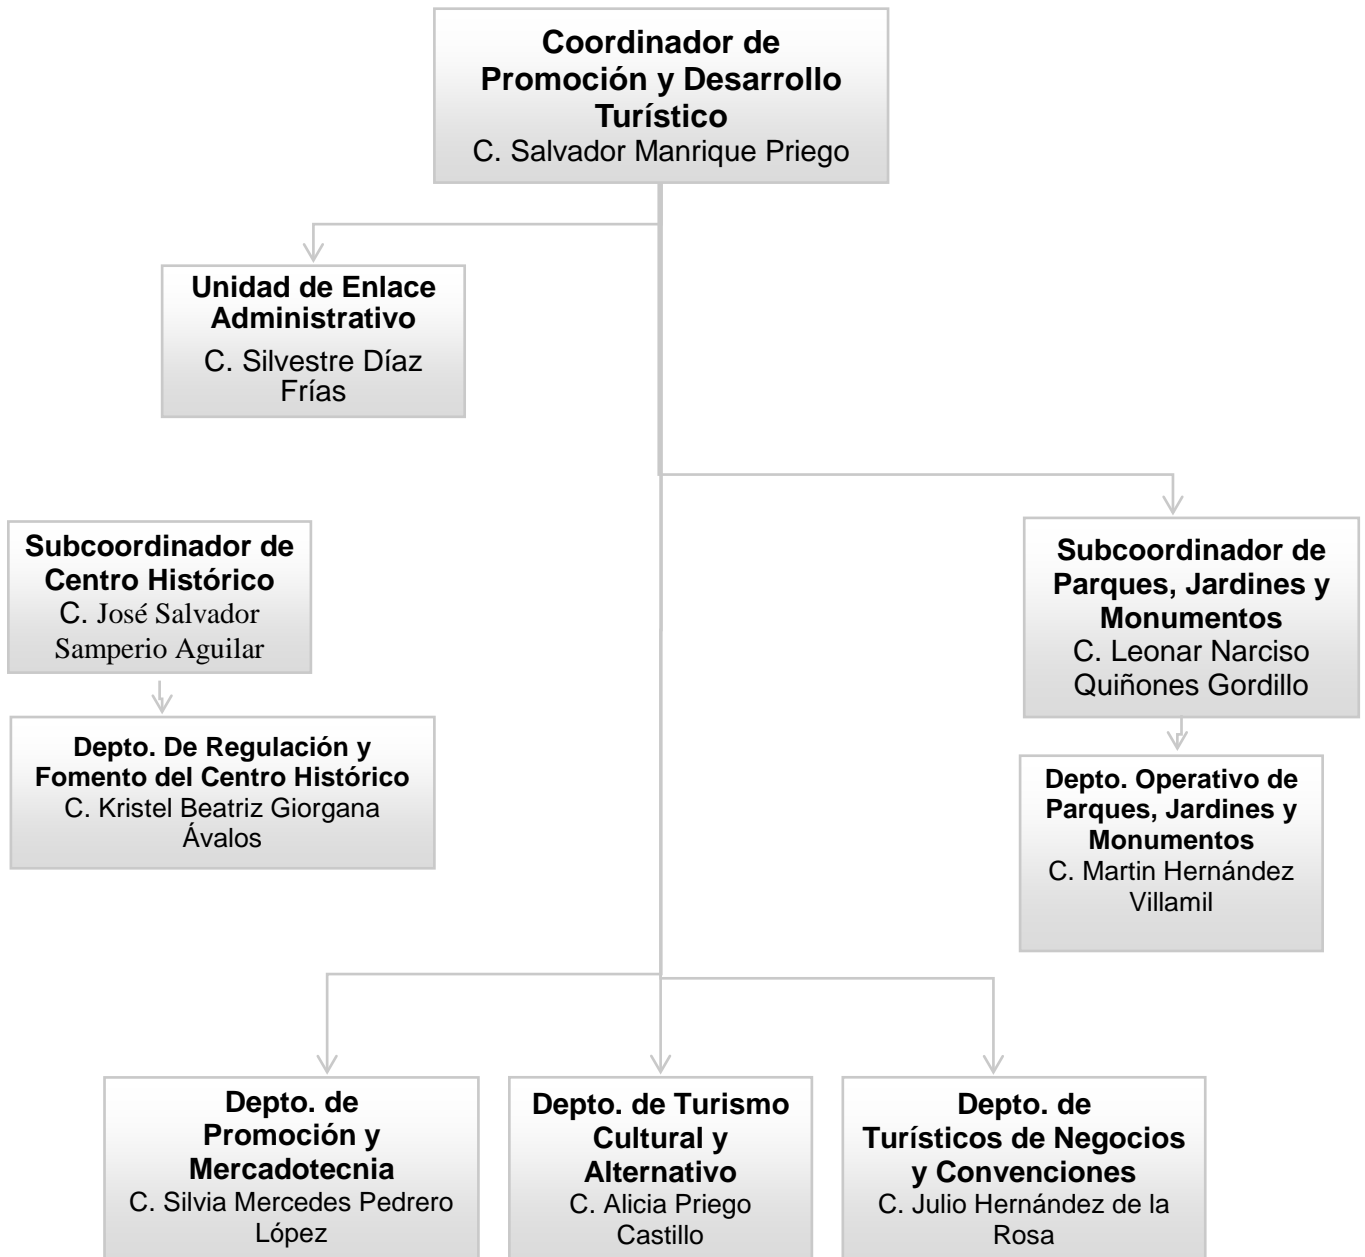 Coordinador de
Promoción y Desarrollo
Turístico
C. Salvador Manrique Priego
Unidad de Enlace
Administrativo
C. Silvestre Díaz
Frías
Subcoordinador de
Centro Histórico
C. José Salvador
Samperio Aguilar
Depto. De Regulación y
Fomento del Centro Histórico
C. Kristel Beatriz Giorgana
Ávalos
Subcoordinador de
Parques, Jardines y
Monumentos
C. Leonar Narciso
Quiñones Gordillo
Depto. Operativo de
Parques, Jardines y
Monumentos
C. Martin Hernández
Villamil
Depto. de
Promoción y
Mercadotecnia
C. Silvia Mercedes Pedrero
López
Depto. de Turismo
Cultural y
Alternativo
C. Alicia Priego
Castillo
Depto. de
Turísticos de Negocios
y Convenciones
C. Julio Hernández de la
Rosa